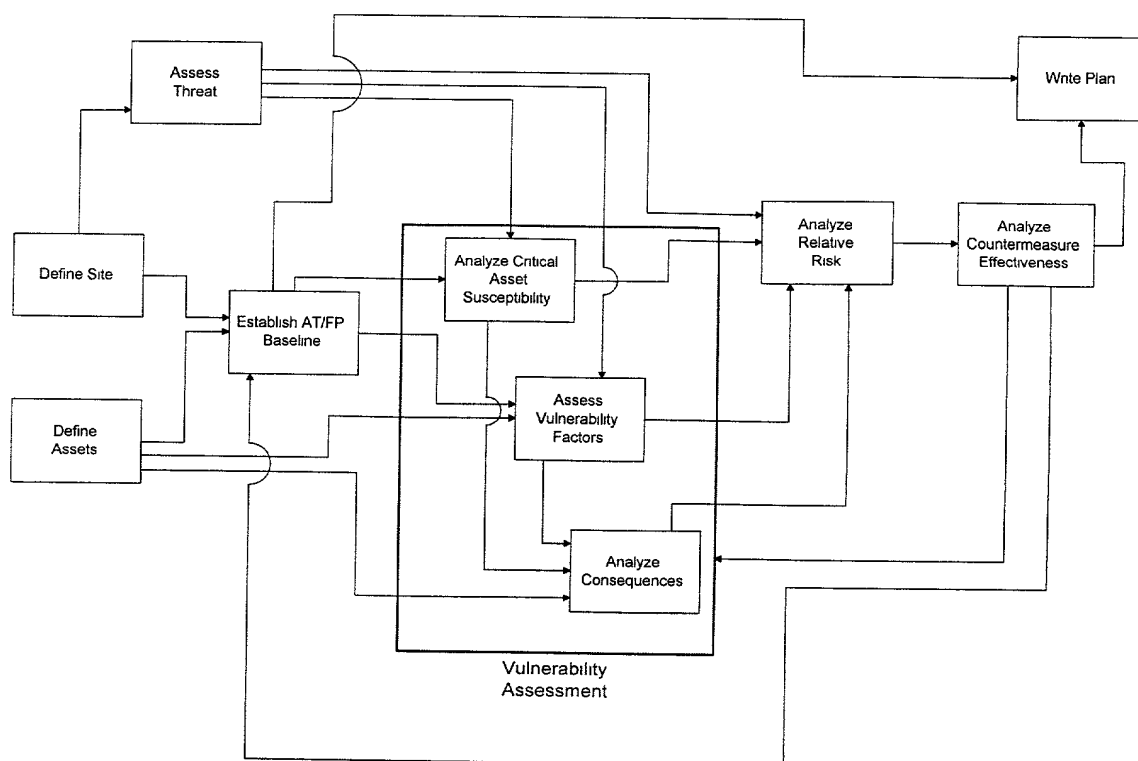 Assess
Threat
Write Plan
Define Site
Establish AT/FP
Baseline
Define
Assets
Analyze Critical
Asset
Susceptibility
Assess
Vulnerability
Factors
Analyze
Consequences
Analyze
Relative
Risk
Analyze
Countermeasure
Effectiveness
Vulnerability
Assessment